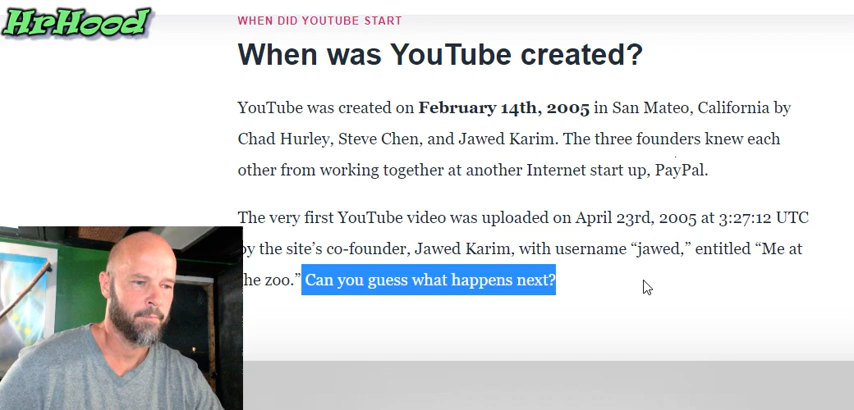 HrHood
WHEN DID YOUTUBE START
When was YouTube created?
YouTube was created on February 14th, 2005 in San Mateo, California by
Chad Hurley, Steve Chen, and Jawed Karim. The three founders knew each
other from working together at another Internet start up, PayPal.
The very first YouTube video was uploaded on April 23rd, 2005 at 3:27:12 UTC
by the site’s co-founder, Jawed Karim, with username “jawed,” entitled “Me at
the zoo.” Can you guess what happens next?